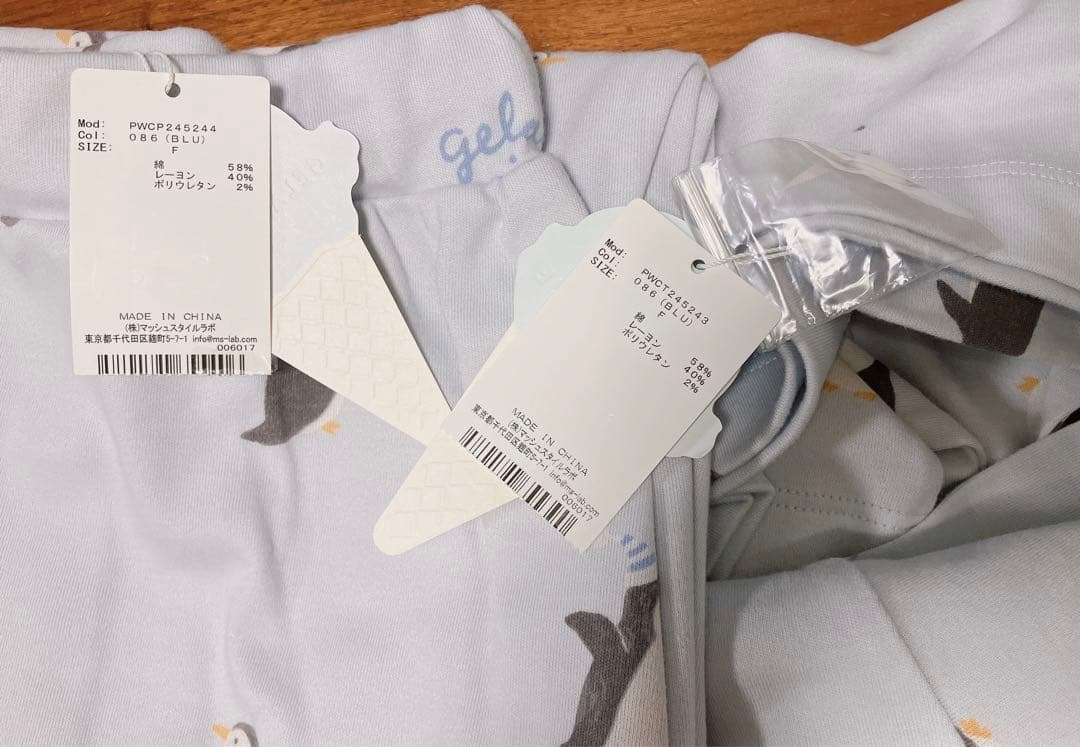 Mod: PWCP245244
Col: 086(BLU)
SIZE: F
綿 58%
レーヨン 40%
ポリウレタン 2%
MADE IN CHINA
(株)マッシュスタイルラボ
東京都千代田区麹町5-7-1 info@ms-lab.com
006017
gela
Mod: PWCT245243
Col: 086(BLU)
SIZE: F
綿 58%
レーヨン 40%
ポリウレタン 2%
MADE IN CHINA
(株)マッシュスタイルラボ
東京都千代田区麹町5-7-1 info@ms-lab.com
006017